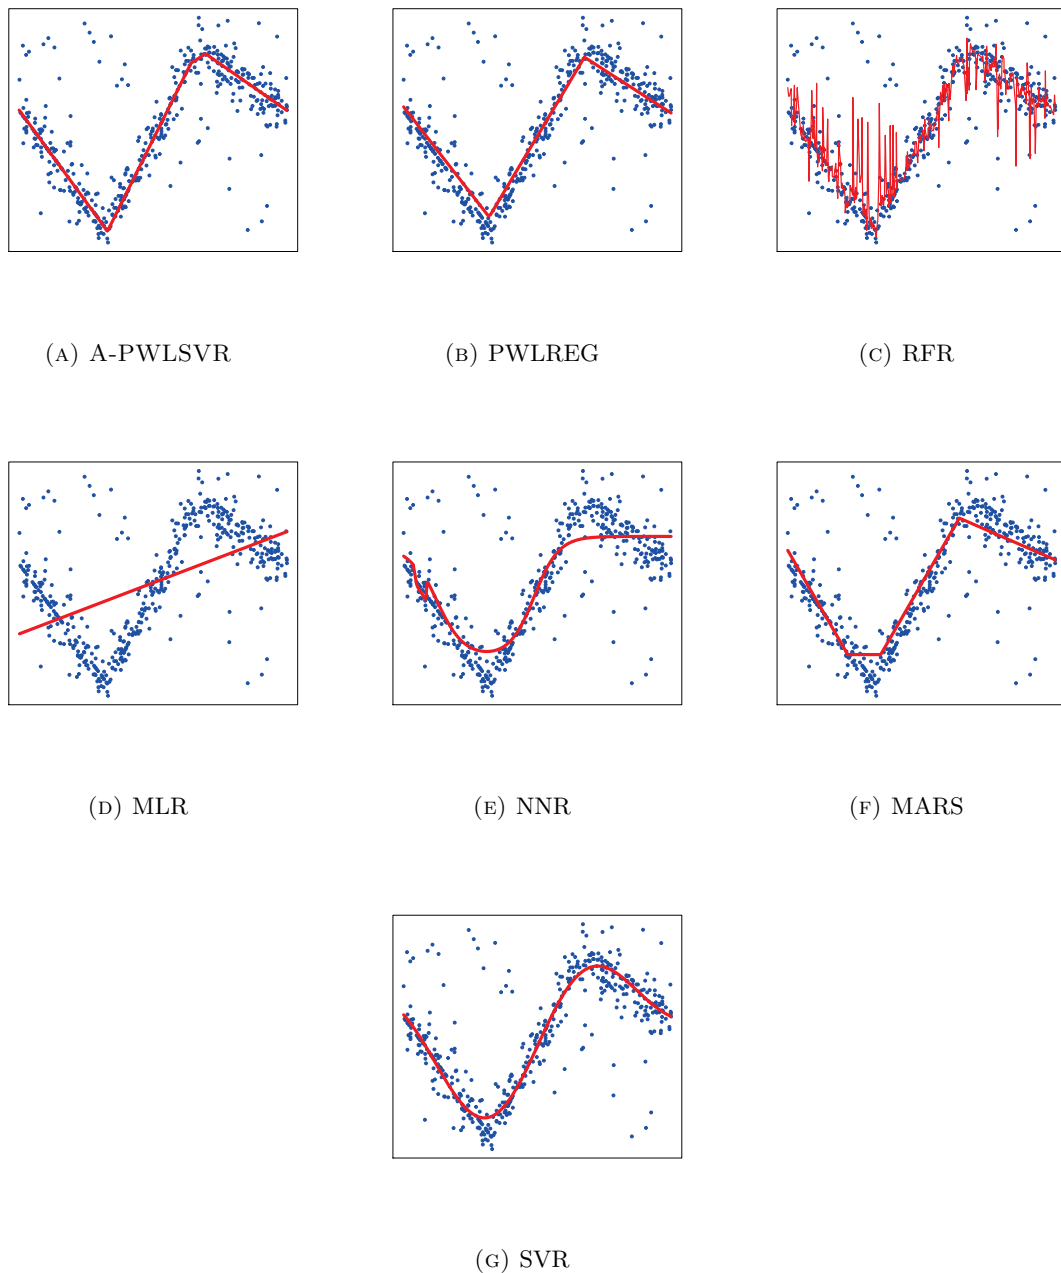 (A) A-PWLSVR
(B) PWLREG
(C) RFR
(D) MLR
(E) NNR
(F) MARS
(G) SVR